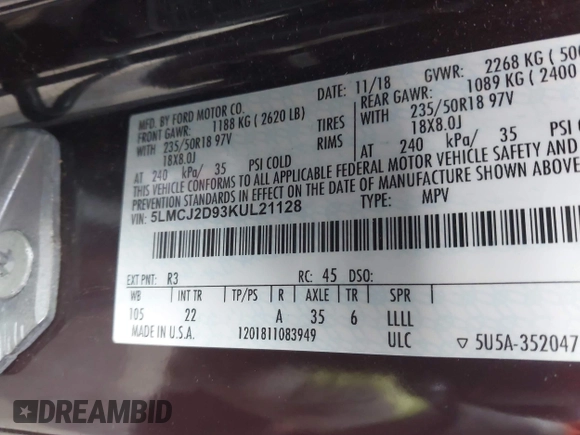 MFD. BY FORD MOTOR CO.
DATE: 11/18
GVWR: 2268 KG (
FRONT GAWR: 1188 KG (2620 LB)
REAR GAWR: 1089 KG (2400
WITH 235/50R18 97V TIRES WITH 235/50R18 97V
18X8.0J RIMS 18X8.0J
AT 240 kPa/ 35 PSI COLD AT 240 kPa/ 35
THIS VEHICLE CONFORMS TO ALL APPLICABLE FEDERAL MOTOR VEHICLE SAFETY AND
PREVENTION STANDARDS IN EFFECT ON THE DATE OF MANUFACTURE SHOWN ABOVE
VIN: 5LMCJ2D93KUL21128 TYPE: MPV
EXT PNT: R3 RC: 45 DSO:
WB INT TR TP/PS R AXLE TR SPR
105 22 A 35 6 LLLL
MADE IN U.S.A. 1201811083949 ULC ▽ 5U5A-352047
DREAMBID